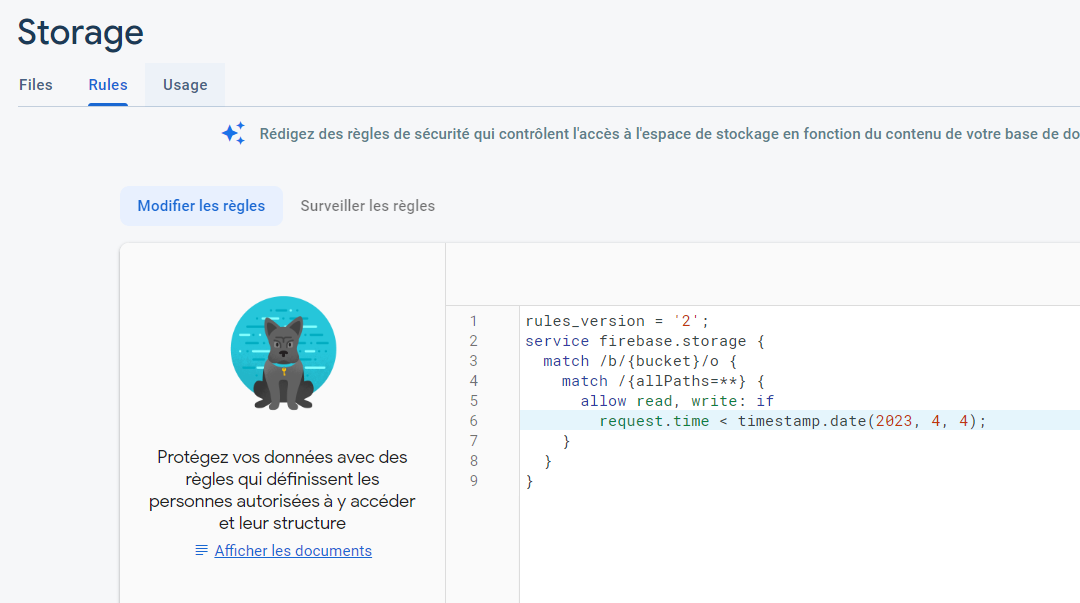 Storage
Files
Rules
Usage
Rédigez des règles de sécurité qui contrôlent l'accès à l'espace de stockage en fonction du contenu de votre base de do
Modifier les règles
Surveiller les règles
Protégez vos données avec des
règles qui définissent les
personnes autorisées à y accéder
et leur structure
Afficher les documents
1 rules_version = '2';
2 service firebase.storage {
3 match /b/{bucket}/o {
4 match /{allPaths=**} {
5 allow read, write: if
6 request.time < timestamp.date(2023, 4, 4);
7 }
8 }
9 }